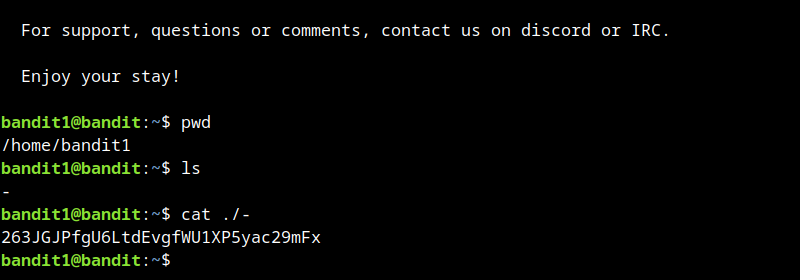 For support, questions or comments, contact us on discord or IRC.
Enjoy your stay!
bandit1@bandit:~$ pwd
/home/bandit1
bandit1@bandit:~$ ls
-
bandit1@bandit:~$ cat ./-
263JGJPfgU6LtdEvgfWU1XP5yac29mFx
bandit1@bandit:~$